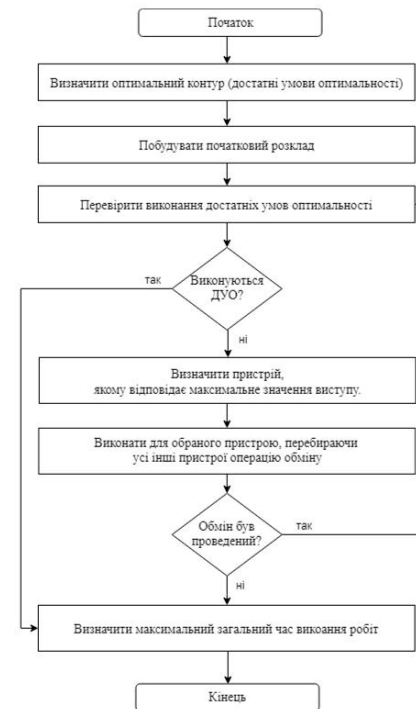 Початок
Визначити оптимальний контур (достатні умови оптимальності)
Побудувати початковий розклад
Перевірити виконання достатніх умов оптимальності
так
Виконуються
ДУО?
ні
Визначити пристрій,
якому відповідає максимальне значення виступу.
Виконати для обраного пристрою, перебираючи
усі інші пристрої операцію обміну
Обмін був
проведений?
так
ні
Визначити максимальний загальний час викоання робіт
Кінець